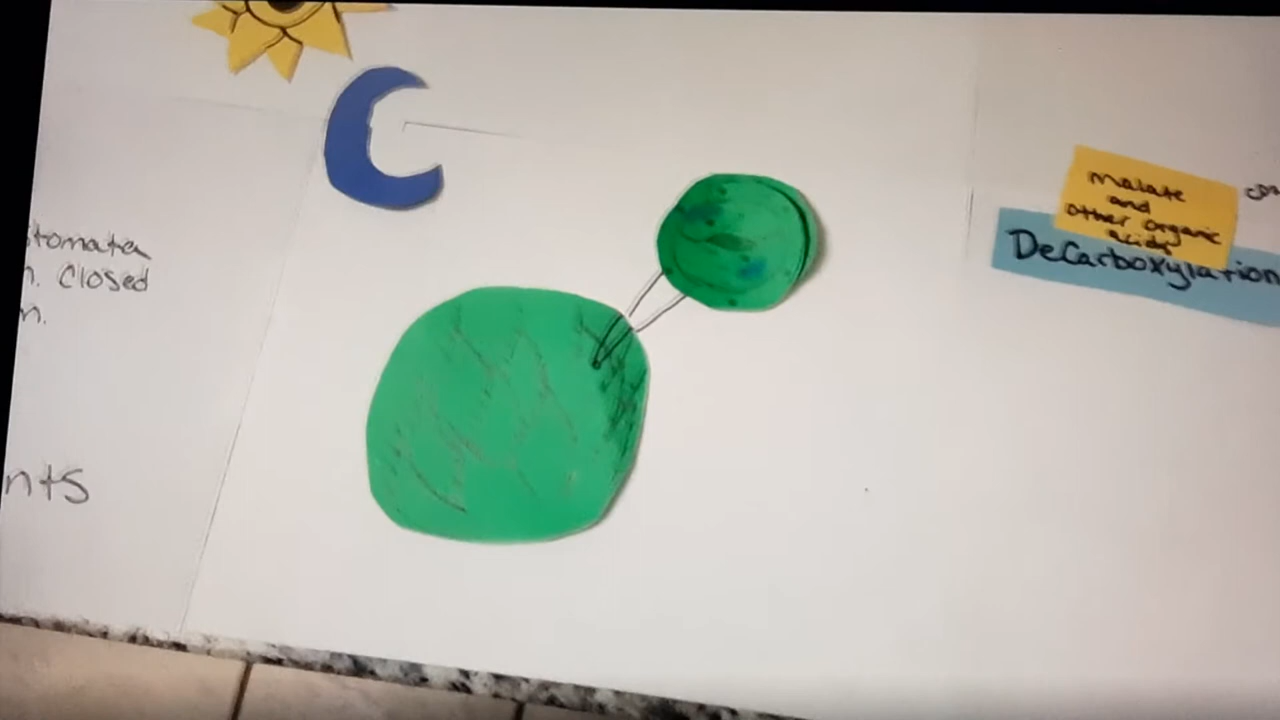 stomata
n. Closed
n.
nts
Malate
and
other organic
acids
DeCarboxylation